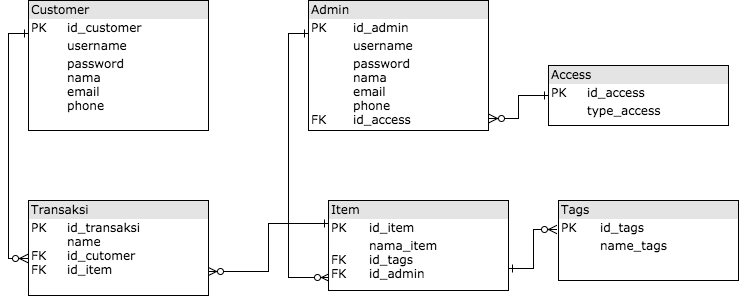 Customer
PK id_customer
username
password
nama
email
phone
Admin
PK id_admin
username
password
nama
email
phone
FK id_access
Access
PK id_access
type_access
Transaksi
PK id_transaksi
name
FK id_cutomer
FK id_item
Item
PK id_item
nama_item
FK id_tags
FK id_admin
Tags
PK id_tags
name_tags